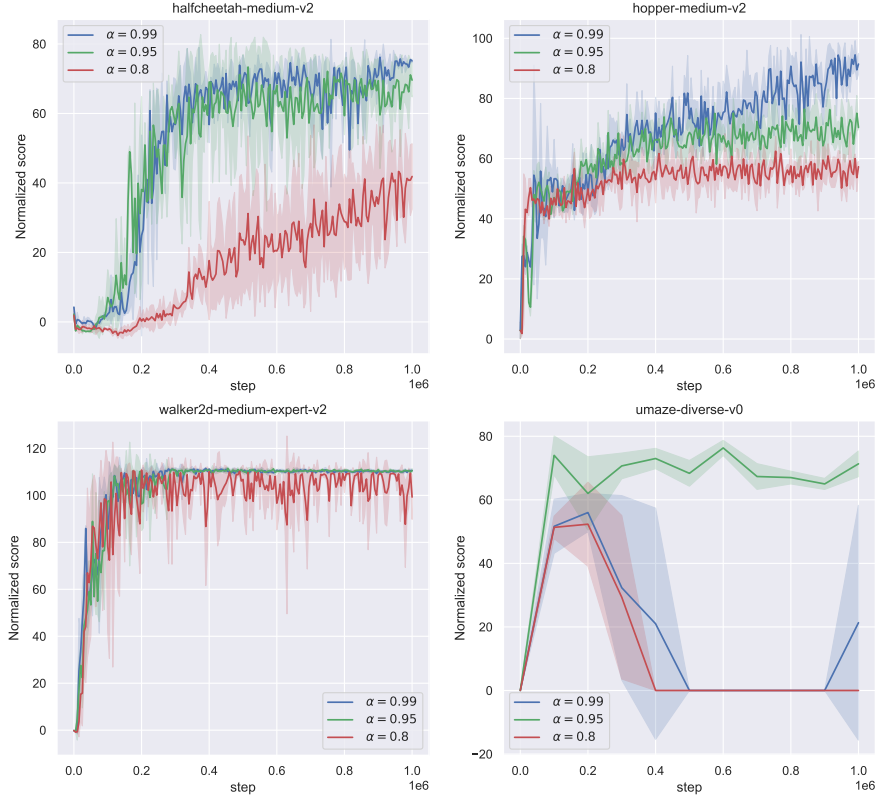 halfcheetah-medium-v2
Normalized score
80
60
40
20
0
α = 0.99
α = 0.95
α = 0.8
0.0 0.2 0.4 0.6 0.8 1.0
step
1e6
hopper-medium-v2
Normalized score
100
80
60
40
20
0
α = 0.99
α = 0.95
α = 0.8
0.0 0.2 0.4 0.6 0.8 1.0
step
1e6
walker2d-medium-expert-v2
Normalized score
120
100
80
60
40
20
0
α = 0.99
α = 0.95
α = 0.8
0.0 0.2 0.4 0.6 0.8 1.0
step
1e6
umaze-diverse-v0
Normalized score
80
60
40
20
0
−20
α = 0.99
α = 0.95
α = 0.8
0.0 0.2 0.4 0.6 0.8 1.0
step
1e6